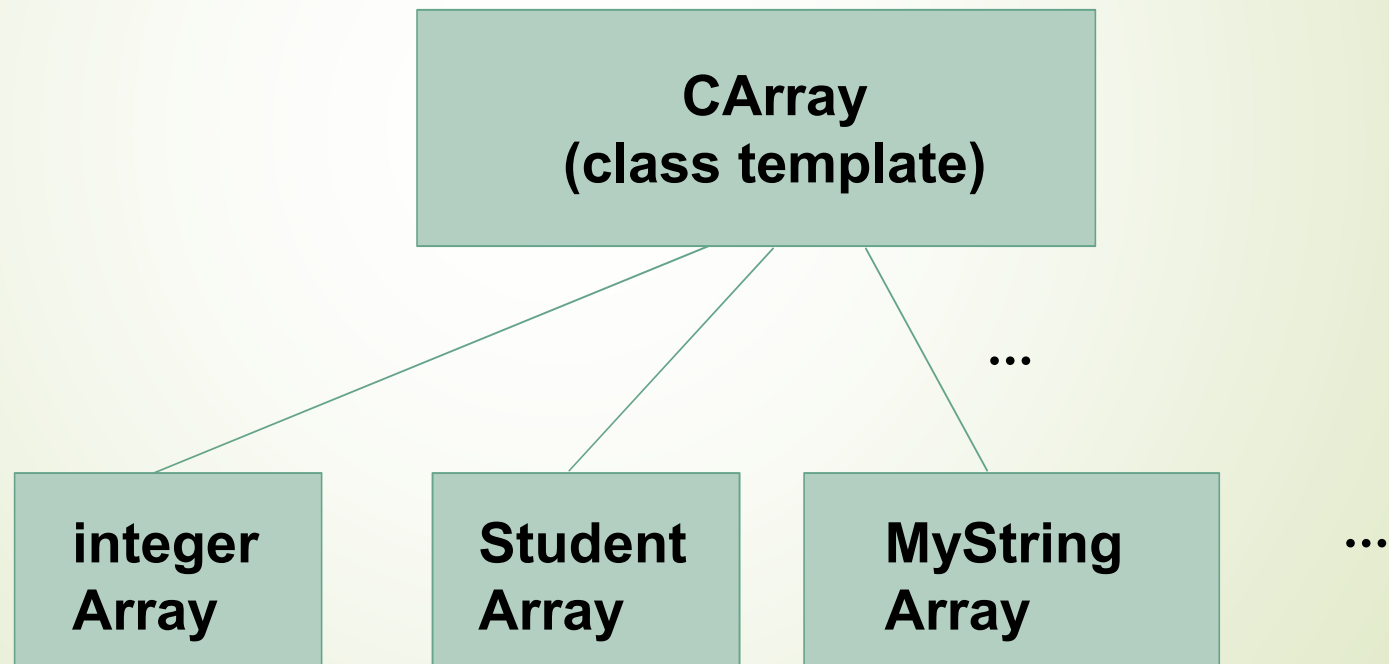 CArray
(class template)
...
integer
Array
Student
Array
MyString
Array
...